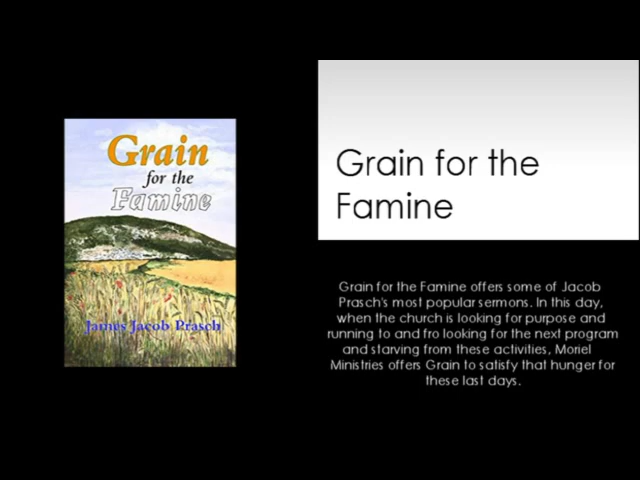 Grain
for the
Famine
James Jacob Prasch
Grain for the
Famine
Grain for the Famine offers some of Jacob
Prasch's most popular sermons. In this day,
when the church is looking for purpose and
running to and fro looking for the next program
and starving from these activities, Moriel
Ministries offers Grain to satisfy that hunger for
these last days.